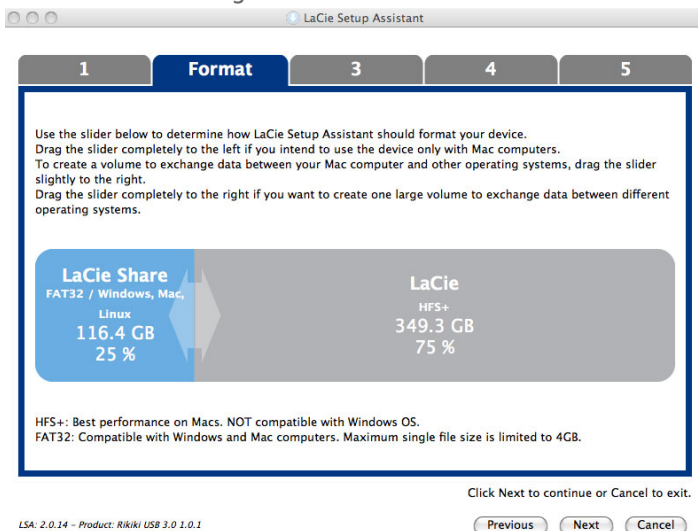 LaCie Setup Assistant
1 Format 3 4 5
Use the slider below to determine how LaCie Setup Assistant should format your device.
Drag the slider completely to the left if you intend to use the device only with Mac computers.
To create a volume to exchange data between your Mac computer and other operating systems, drag the slider
slightly to the right.
Drag the slider completely to the right if you want to create one large volume to exchange data between different
operating systems.
LaCie Share
FAT32 / Windows, Mac,
Linux
116.4 GB
25 %
LaCie
HFS+
349.3 GB
75 %
HFS+: Best performance on Macs. NOT compatible with Windows OS.
FAT32: Compatible with Windows and Mac computers. Maximum single file size is limited to 4GB.
Click Next to continue or Cancel to exit.
LSA: 2.0.14 – Product: Rikiki USB 3.0 1.0.1
Previous Next Cancel